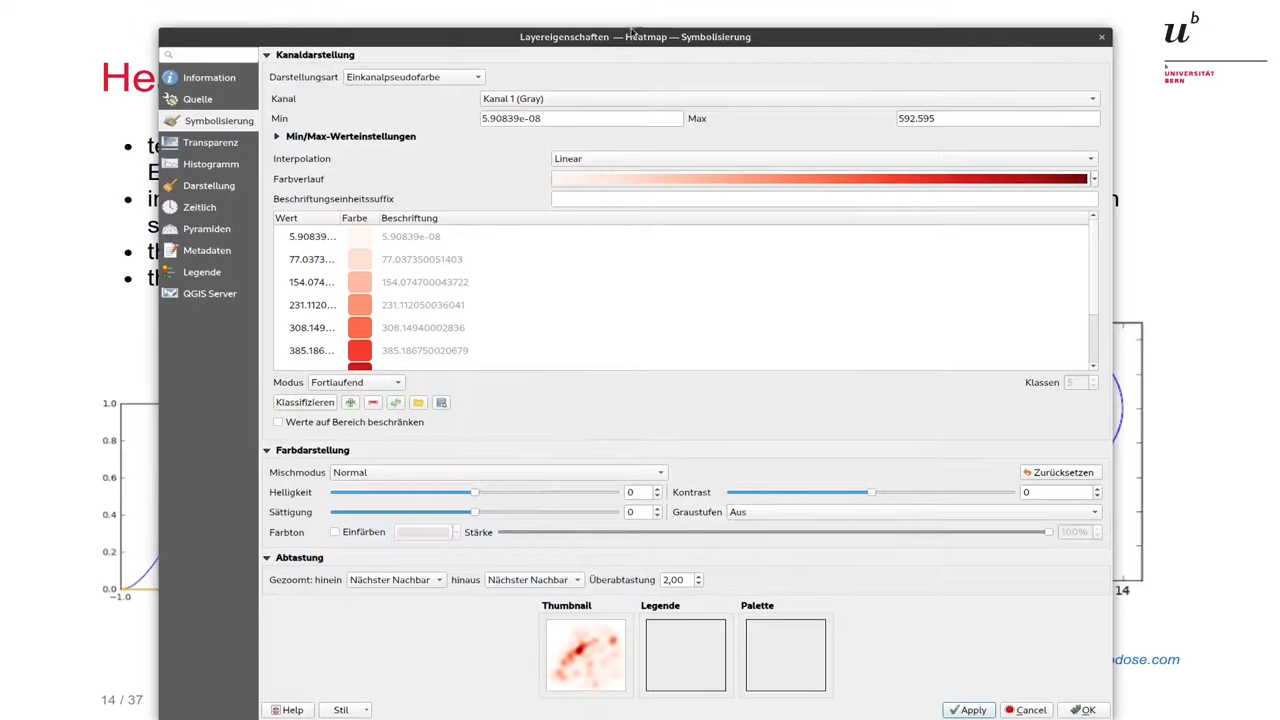 Layereigenschaften — Heatmap — Symbolisierung
u b
b
UNIVERSITÄT
BERN
He
Information
Quelle
Symbolisierung
Transparenz
Histogramm
Darstellung
Zeitlich
Pyramiden
Metadaten
Legende
QGIS Server
Kanaldarstellung
Darstellungsart Einkanalpseudofarbe
Kanal Kanal 1 (Gray)
Min 5.90839e-08 Max 592.595
Min/Max-Werteinstellungen
Interpolation Linear
Farbverlauf
Beschriftungseinheitssuffix
Wert Farbe Beschriftung
5.90839... 5.90839e-08
77.0373... 77.037350051403
154.074... 154.074700043722
231.1120... 231.112050036041
308.149... 308.14940002836
385.186... 385.186750020679
Modus Fortlaufend Klassen 5
Klassifizieren
Werte auf Bereich beschränken
Farbdarstellung
Mischmodus Normal Zurücksetzen
Helligkeit 0 Kontrast 0
Sättigung 0 Graustufen Aus
Farbton Einfärben Stärke 100%
Abtastung
Gezoomt: hinein Nächster Nachbar hinaus Nächster Nachbar Überabtastung 2,00
Thumbnail Legende Palette
Help Stil Apply Cancel OK
1.0
0.8
0.6
0.4
0.2
0.0
-1.0
14
dose.com
14 / 37